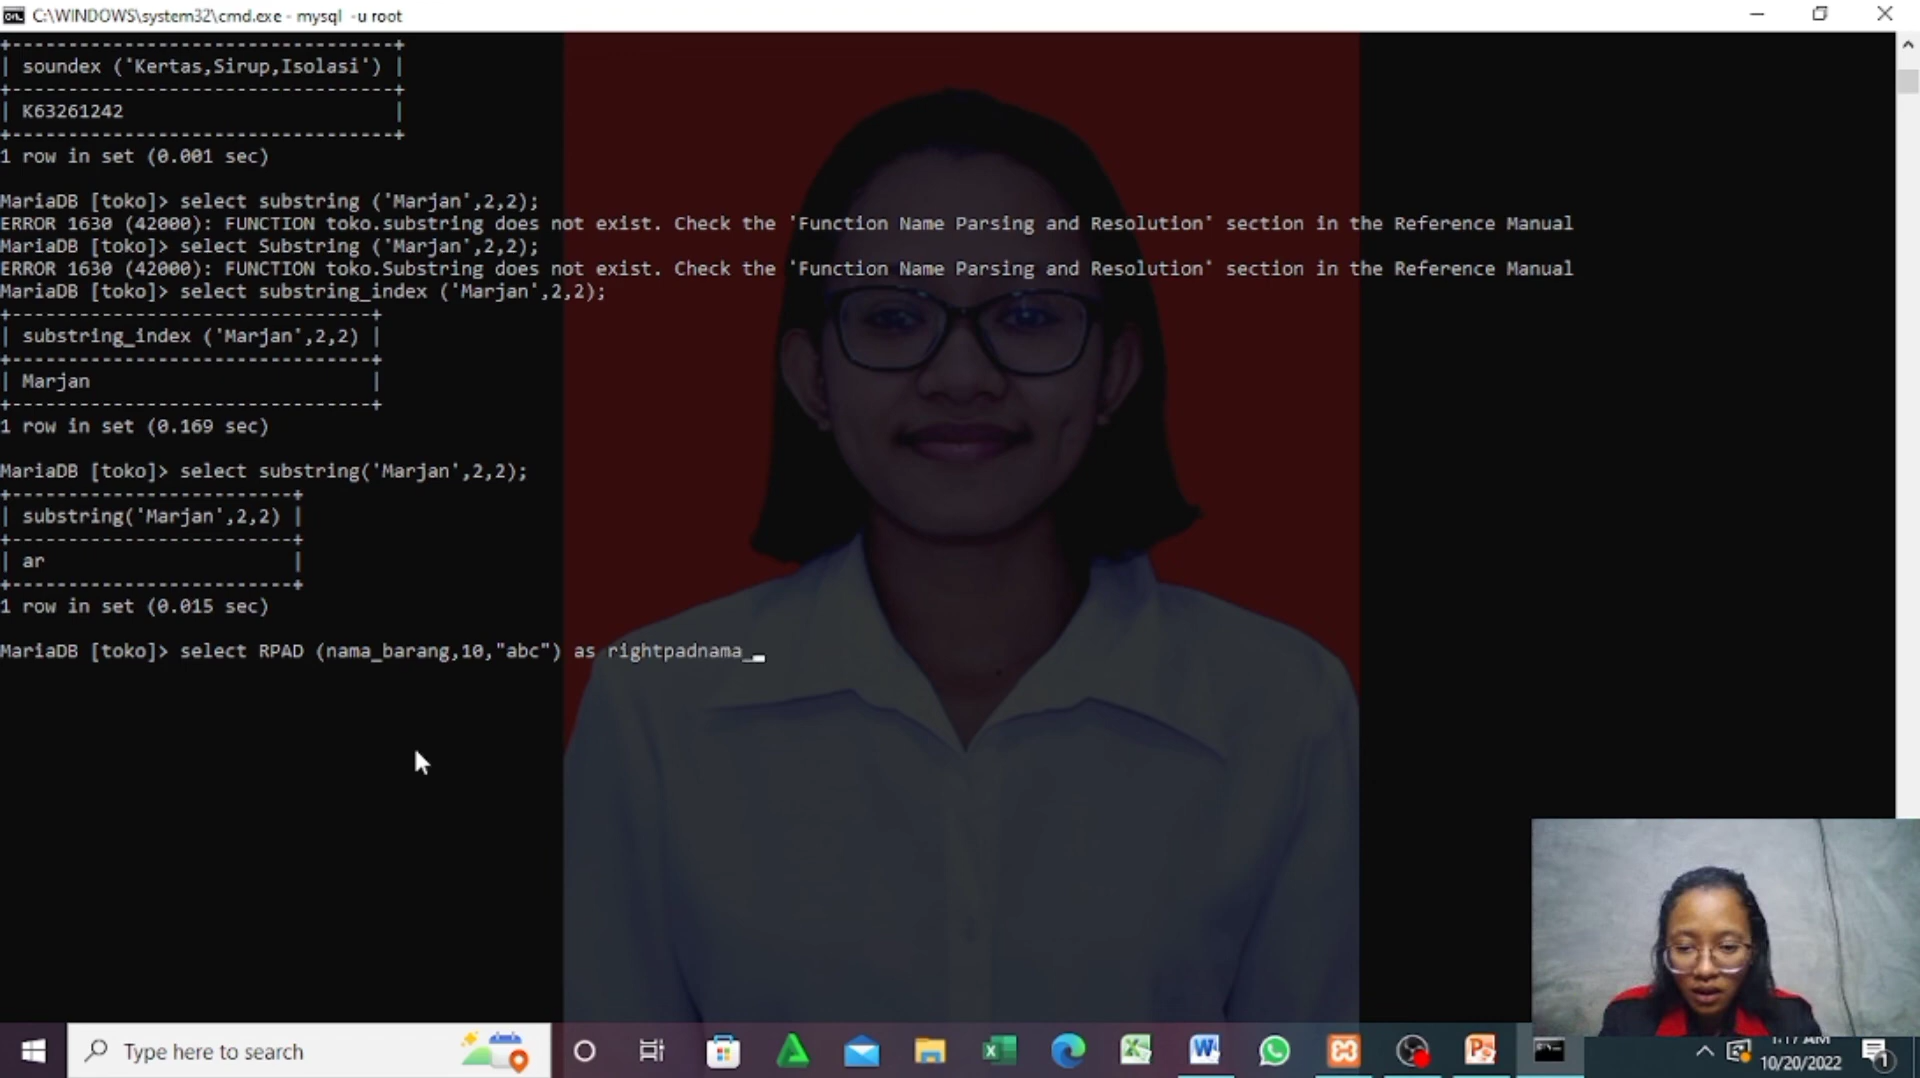 C:\WINDOWS\system32\cmd.exe - mysql -u root
+----------------------------------+
| soundex ('Kertas,Sirup,Isolasi') |
+----------------------------------+
| K63261242                        |
+----------------------------------+
1 row in set (0.001 sec)
MariaDB [toko]> select substring ('Marjan',2,2);
ERROR 1630 (42000): FUNCTION toko.substring does not exist. Check the 'Function Name Parsing and Resolution' section in the Reference Manual
MariaDB [toko]> select Substring ('Marjan',2,2);
ERROR 1630 (42000): FUNCTION toko.Substring does not exist. Check the 'Function Name Parsing and Resolution' section in the Reference Manual
MariaDB [toko]> select substring_index ('Marjan',2,2);
+--------------------------------+
| substring_index ('Marjan',2,2) |
+--------------------------------+
| Marjan                         |
+--------------------------------+
1 row in set (0.169 sec)
MariaDB [toko]> select substring('Marjan',2,2);
+-------------------------+
| substring('Marjan',2,2) |
+-------------------------+
| ar                      |
+-------------------------+
1 row in set (0.015 sec)
MariaDB [toko]> select RPAD (nama_barang,10,"abc") as rightpadnama_
Type here to search
10/20/2022
1